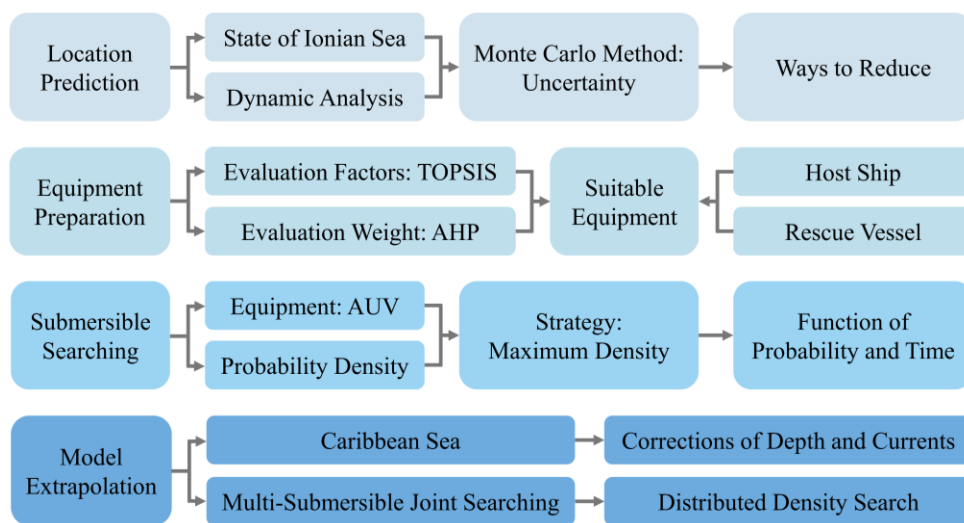 Location
Prediction
State of Ionian Sea
Dynamic Analysis
Monte Carlo Method:
Uncertainty
Ways to Reduce
Equipment
Preparation
Evaluation Factors: TOPSIS
Evaluation Weight: AHP
Suitable
Equipment
Host Ship
Rescue Vessel
Submersible
Searching
Equipment: AUV
Probability Density
Strategy:
Maximum Density
Function of
Probability and Time
Model
Extrapolation
Caribbean Sea
Corrections of Depth and Currents
Multi-Submersible Joint Searching
Distributed Density Search